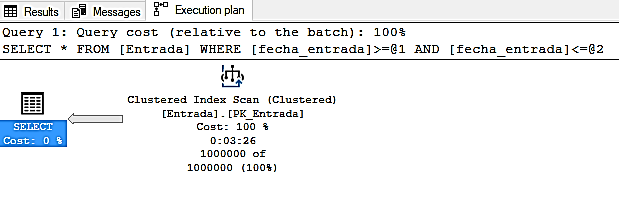 Results Messages Execution plan
Query 1: Query cost (relative to the batch): 100%
SELECT * FROM [Entrada] WHERE [fecha_entrada]>=@1 AND [fecha_entrada]<=@2
Clustered Index Scan (Clustered)
[Entrada].[PK_Entrada]
Cost: 100 %
0:03:26
1000000 of
1000000 (100%)
SELECT
Cost: 0 %